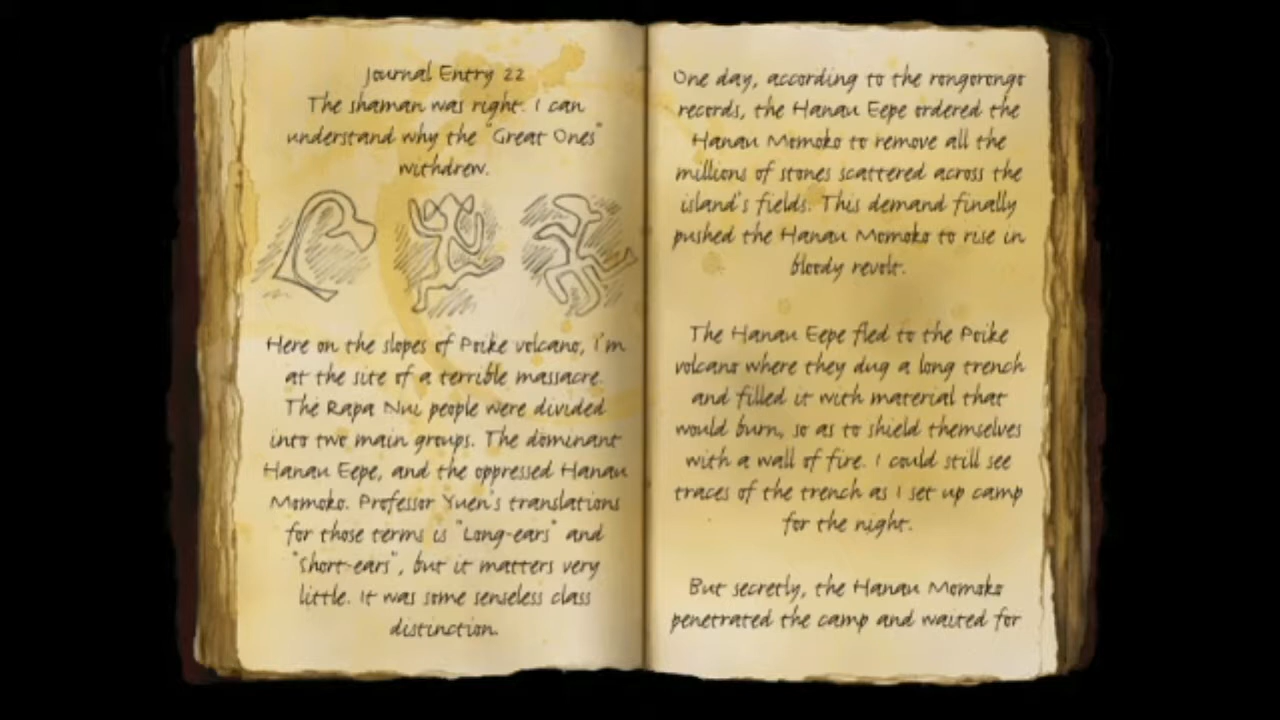 Journal Entry 22
The shaman was right. I can
understand why the "Great Ones"
withdrew.
Here on the slopes of Poike volcano, I'm
at the site of a terrible massacre.
The Rapa Nui people were divided
into two main groups. The dominant
Hanau Eepe, and the oppressed Hanau
Momoko. Professor Yuen's translations
for those terms is "Long-ears" and
"Short-ears", but it matters very
little. It was some senseless class
distinction.
One day, according to the rongorongo
records, the Hanau Eepe ordered the
Hanau Momoko to remove all the
millions of stones scattered across the
island's fields. This demand finally
pushed the Hanau Momoko to rise in
bloody revolt.
The Hanau Eepe fled to the Poike
volcano where they dug a long trench
and filled it with material that
would burn, so as to shield themselves
with a wall of fire. I could still see
traces of the trench as I set up camp
for the night.
But secretly, the Hanau Momoko
penetrated the camp and waited for